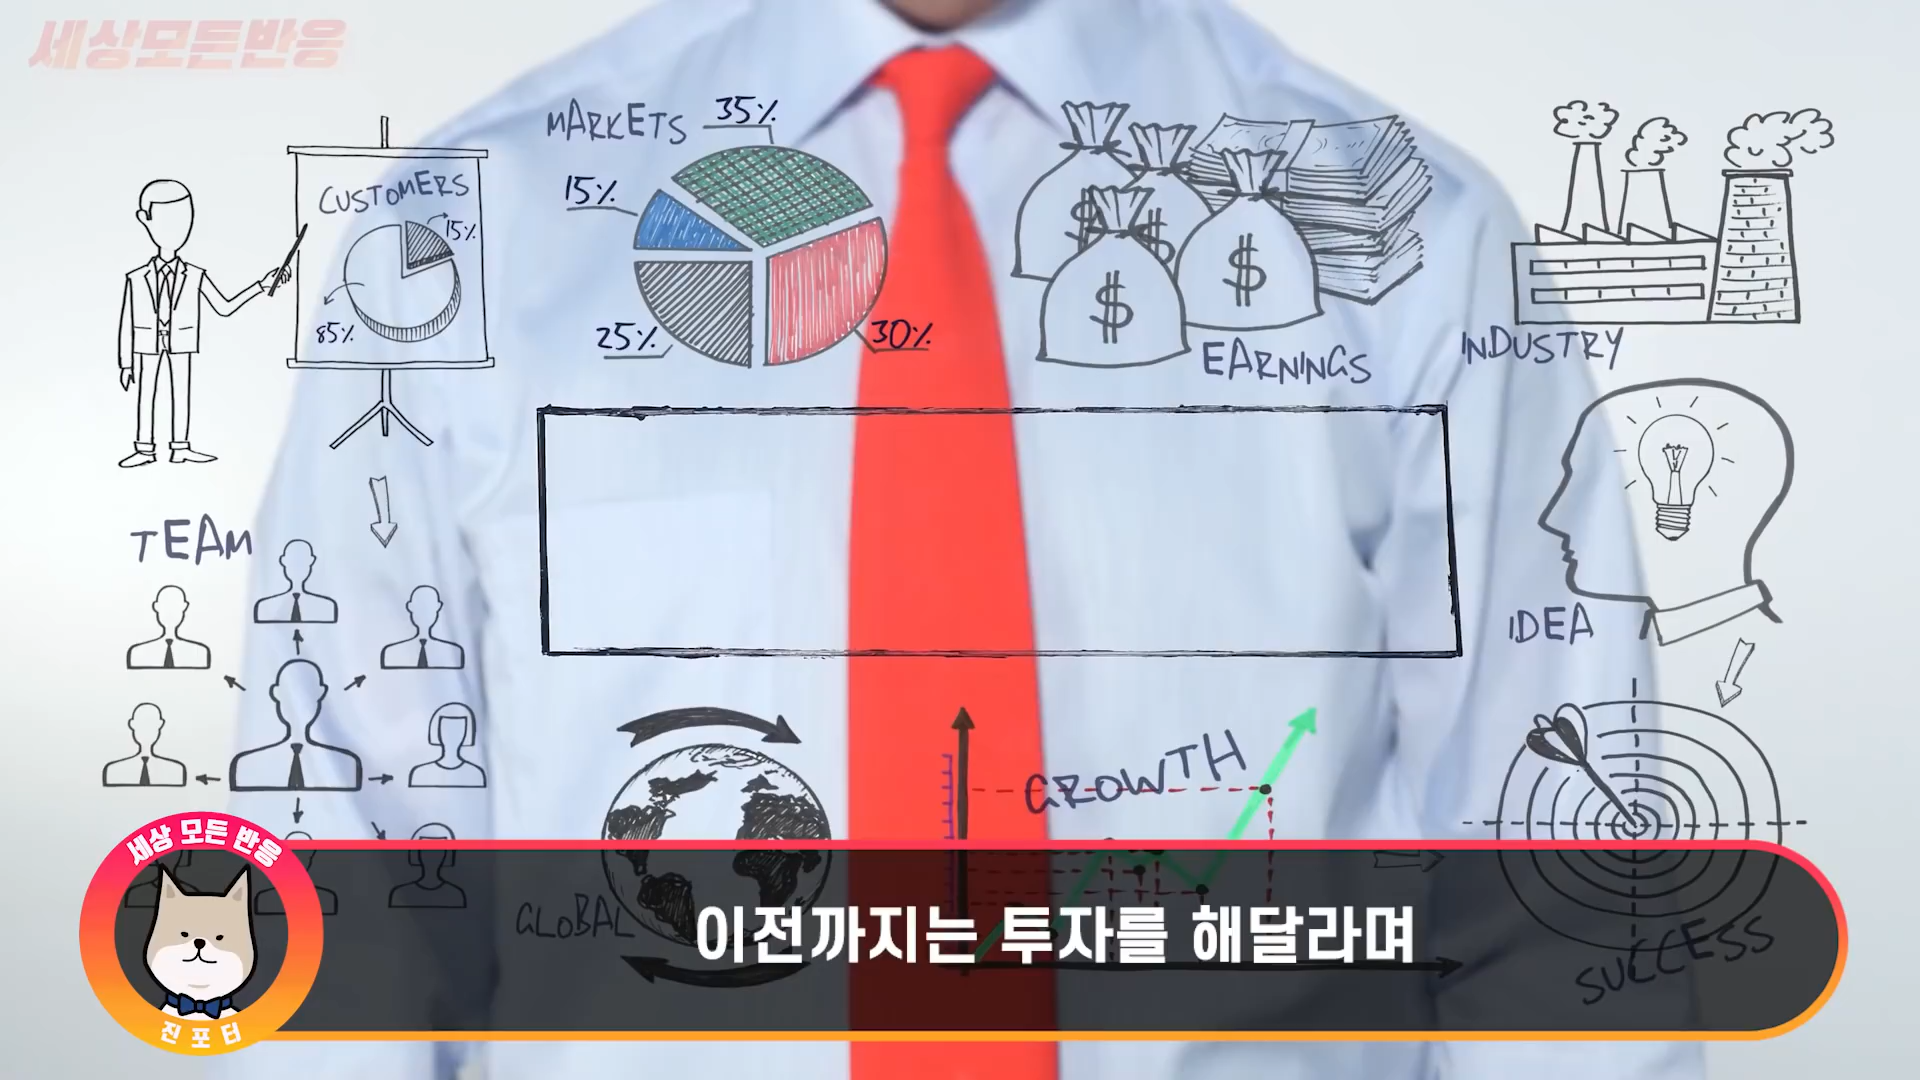 세상모든반응
MARKETS
35%
15%
25%
30%
CUSTOMERS
15%
85%
$
$
$
$
EARNINGS
INDUSTRY
TEAM
IDEA
GROWTH
GLOBAL
SUCCESS
세상 모든 반응
진포터
이전까지는 투자를 해달라며